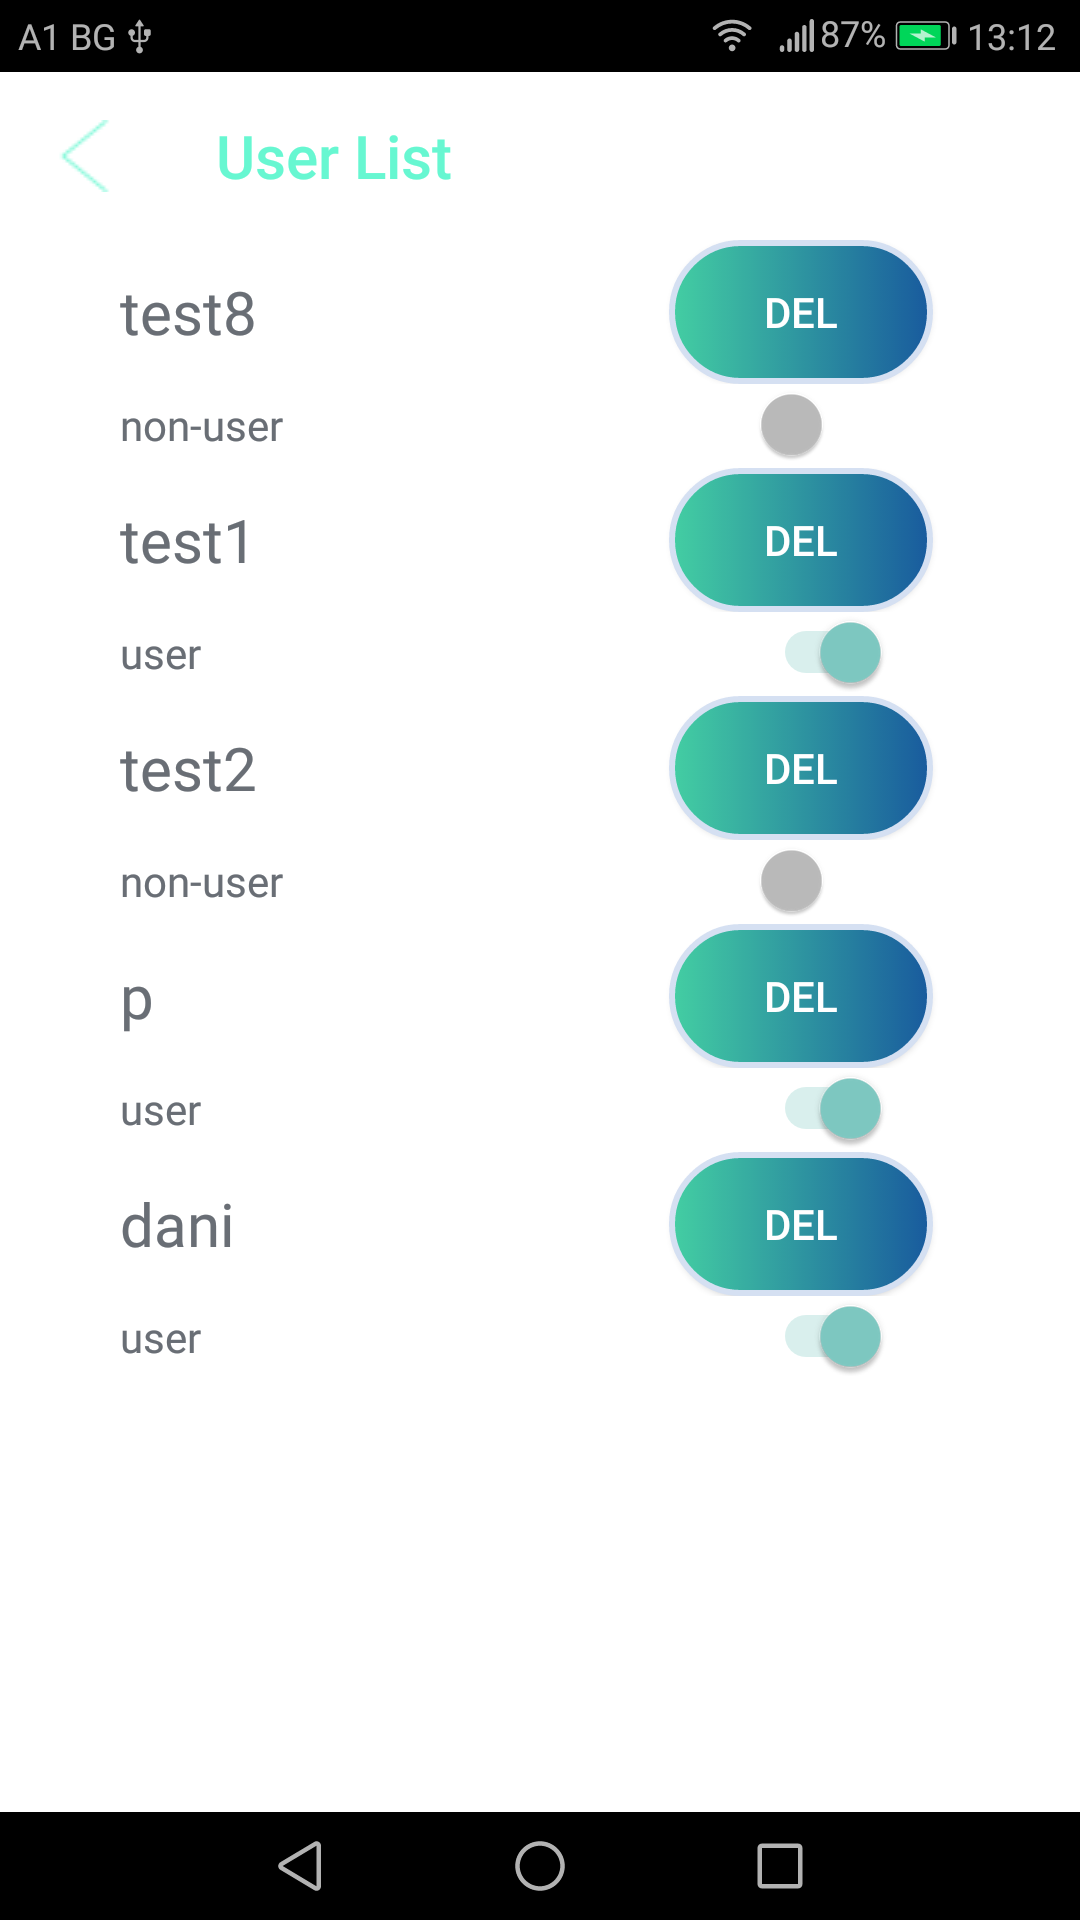 A1 BG 87% 13:12
User List
test8 DEL
non-user
test1 DEL
user
test2 DEL
non-user
p DEL
user
dani DEL
user